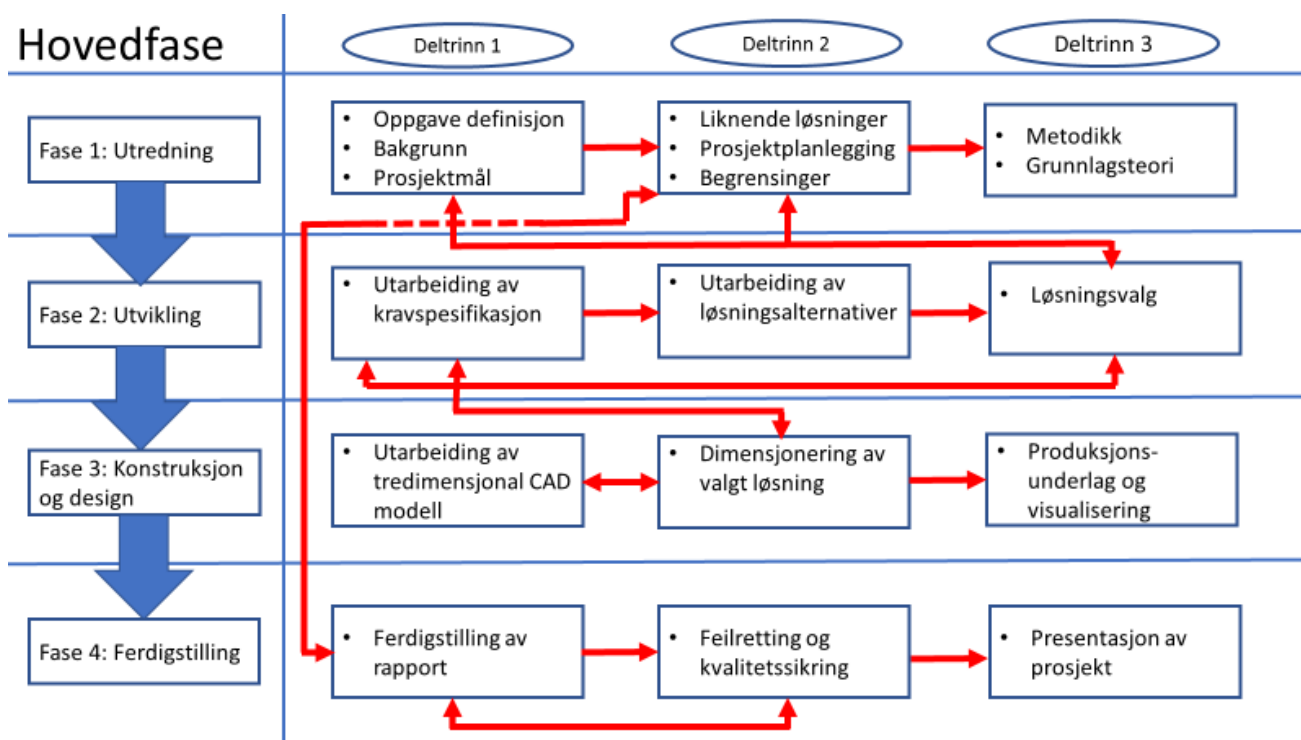 Hovedfase
Deltrinn 1
Deltrinn 2
Deltrinn 3
Fase 1: Utredning
• Oppgave definisjon
• Bakgrunn
• Prosjektmål
• Liknende løsninger
• Prosjektplanlegging
• Begrensinger
• Metodikk
• Grunnlagsteori
Fase 2: Utvikling
• Utarbeiding av
kravspesifikasjon
• Utarbeiding av
løsningsalternativer
• Løsningsvalg
Fase 3: Konstruksjon
og design
• Utarbeiding av
tredimensjonal CAD
modell
• Dimensjonering av
valgt løsning
• Produksjons-
underlag og
visualisering
Fase 4: Ferdigstilling
• Ferdigstilling av
rapport
• Feilretting og
kvalitetssikring
• Presentasjon av
prosjekt